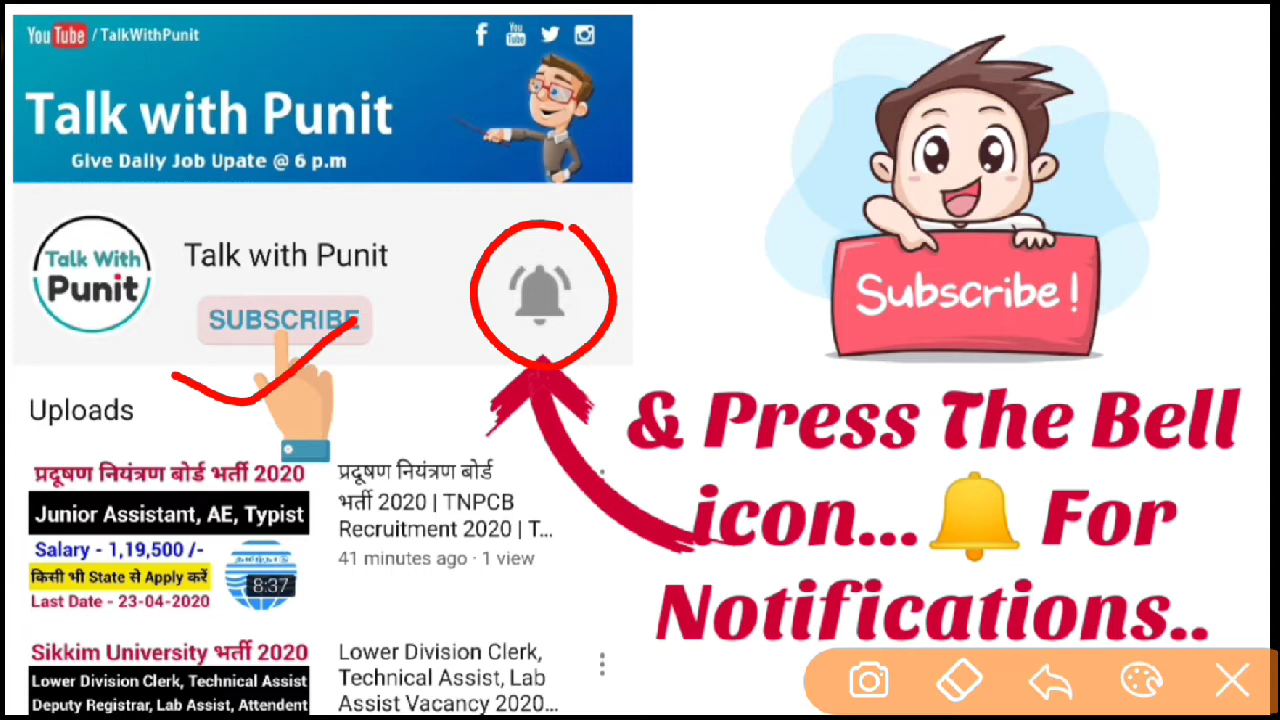 YouTube /TalkWithPunit
You Tube
Talk with Punit
Give Daily Job Upate @ 6 p.m
Talk With
Punit
Talk with Punit
SUBSCRIBE
Uploads
प्रदूषण नियंत्रण बोर्ड भर्ती 2020
Junior Assistant, AE, Typist
Salary - 1,19,500 /-
किसी भी State से Apply करें
Last Date - 23-04-2020
8:37
प्रदूषण नियंत्रण बोर्ड
भर्ती 2020 | TNPCB
Recruitment 2020 | T...
41 minutes ago · 1 view
Sikkim University भर्ती 2020
Lower Division Clerk, Technical Assist
Deputy Registrar, Lab Assist, Attendent
Lower Division Clerk,
Technical Assist, Lab
Assist Vacancy 2020...
Subscribe!
& Press The Bell
icon... For
Notifications..